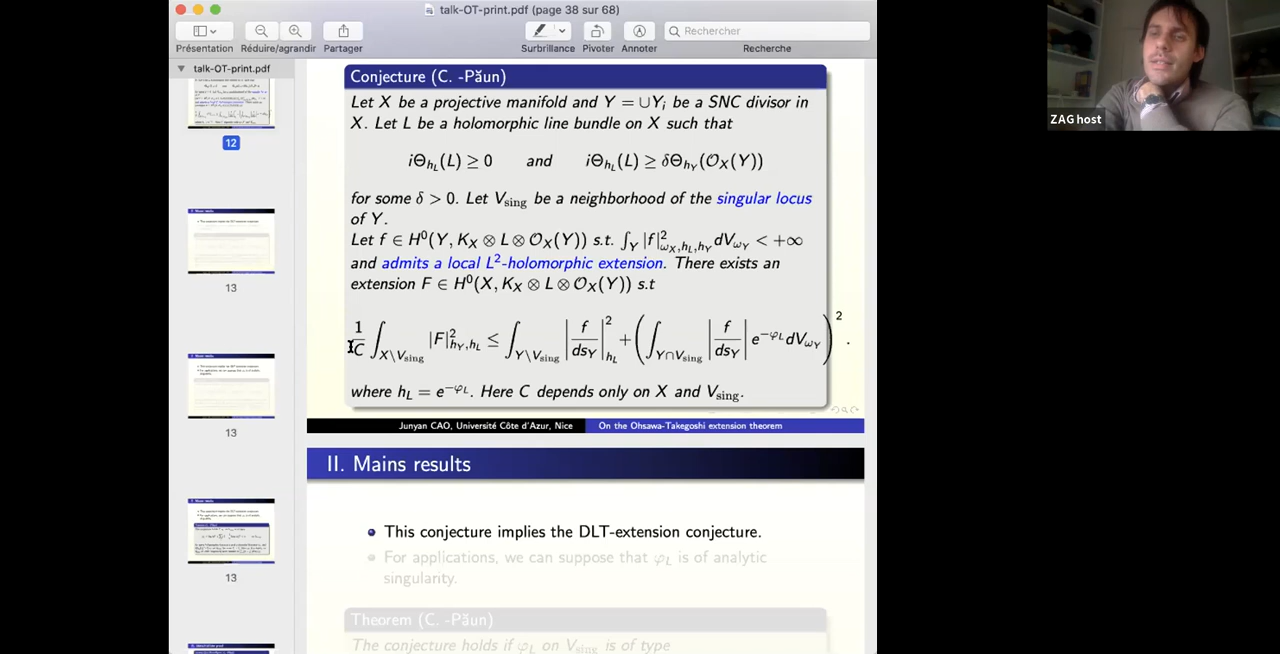 talk-OT-print.pdf (page 38 sur 68)
Présentation
Réduire/agrandir
Partager
Surbrillance
Pivoter
Annoter
Rechercher
Recherche
talk-OT-print.pdf
12
13
13
13
Conjecture (C. -Păun)
Let X be a projective manifold and Y = ∪Y_i be a SNC divisor in
X. Let L be a holomorphic line bundle on X such that
iΘ_{h_L}(L) ≥ 0 and iΘ_{h_L}(L) ≥ δΘ_{h_Y}(𝒪_X(Y))
for some δ > 0. Let V_sing be a neighborhood of the singular locus
of Y.
Let f ∈ H^0(Y, K_X ⊗ L ⊗ 𝒪_X(Y)) s.t. ∫_Y |f|^2_{ω_X,h_L,h_Y} dV_{ω_Y} < +∞
and admits a local L^2-holomorphic extension. There exists an
extension F ∈ H^0(X, K_X ⊗ L ⊗ 𝒪_X(Y)) s.t
1/C ∫_{X\V_sing} |F|^2_{h_Y,h_L} ≤ ∫_{Y\V_sing} |f/ds_Y|^2_{h_L} + (∫_{Y∩V_sing} |f/ds_Y| e^{-φ_L} dV_{ω_Y})^2 .
where h_L = e^{-φ_L}. Here C depends only on X and V_sing.
Junyan CAO, Université Côte d'Azur, Nice
On the Ohsawa-Takegoshi extension theorem
II. Mains results
This conjecture implies the DLT-extension conjecture.
For applications, we can suppose that φ_L is of analytic
singularity.
Theorem (C. -Păun)
The conjecture holds if φ_L on V_sing is of type
ZAG host